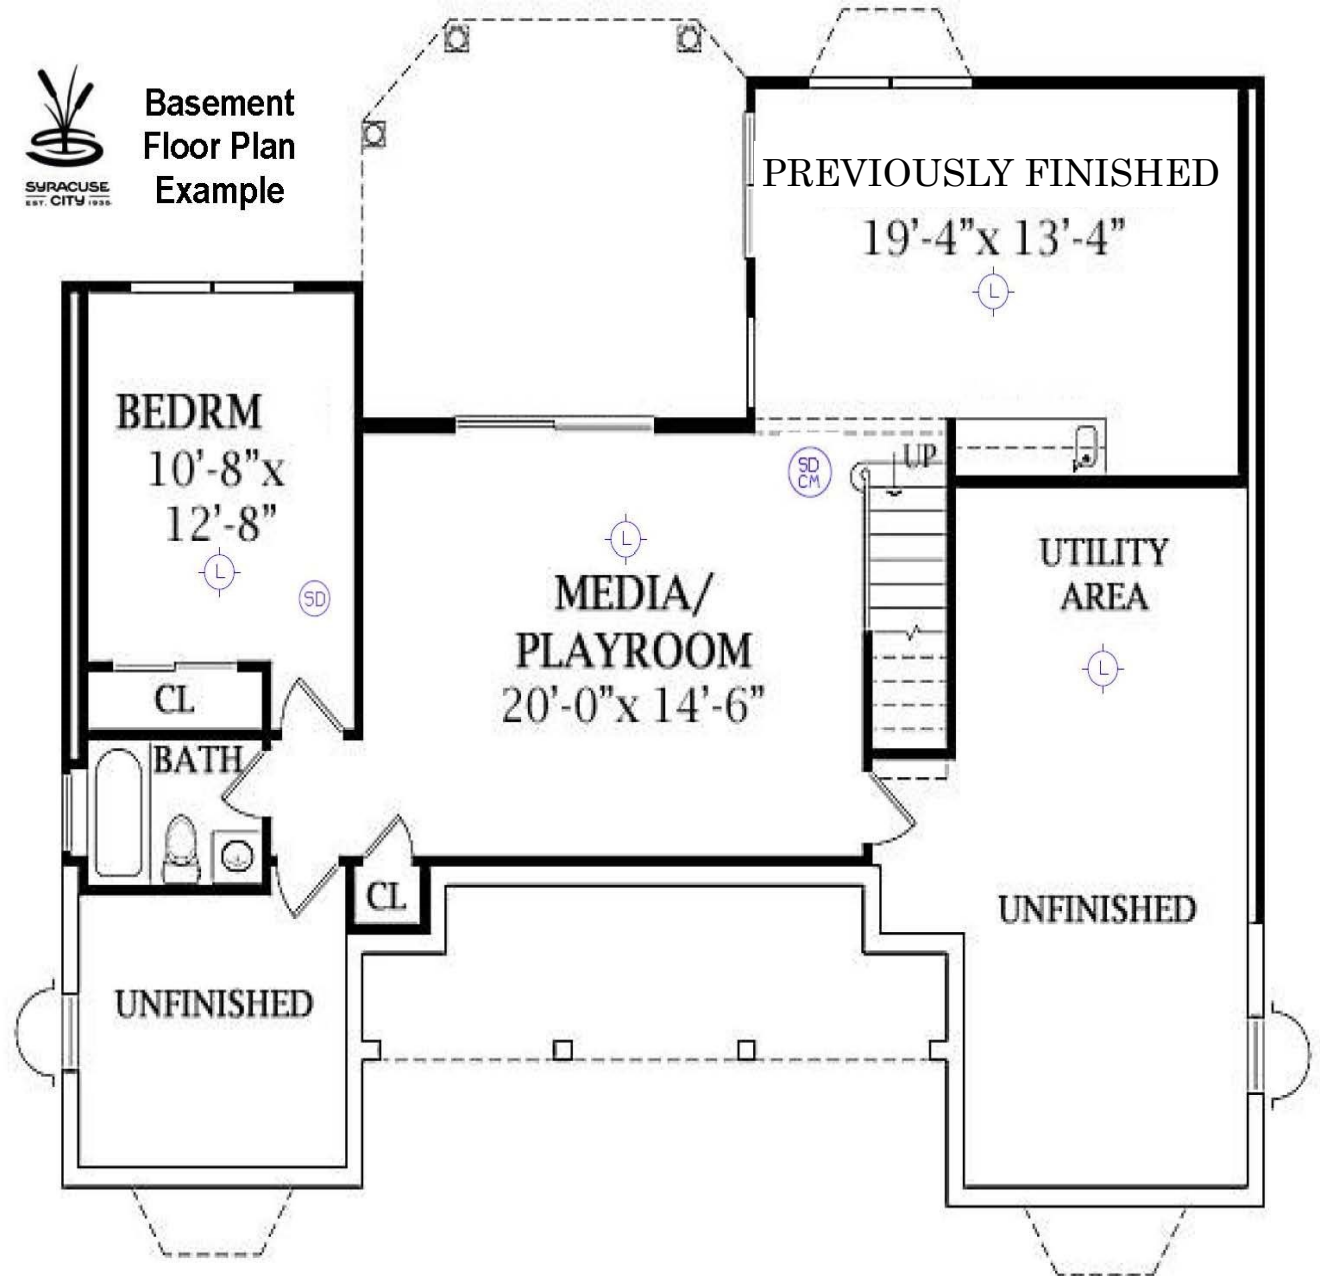 Basement
Floor Plan
Example
SYRACUSE
EST. CITY 1935
PREVIOUSLY FINISHED
19'-4"x 13'-4"
L
BEDRM
10'-8"x
12'-8"
L
SD
SD
CM
UP
L
MEDIA/
PLAYROOM
20'-0"x 14'-6"
UTILITY
AREA
L
CL
BATH
CL
UNFINISHED
UNFINISHED